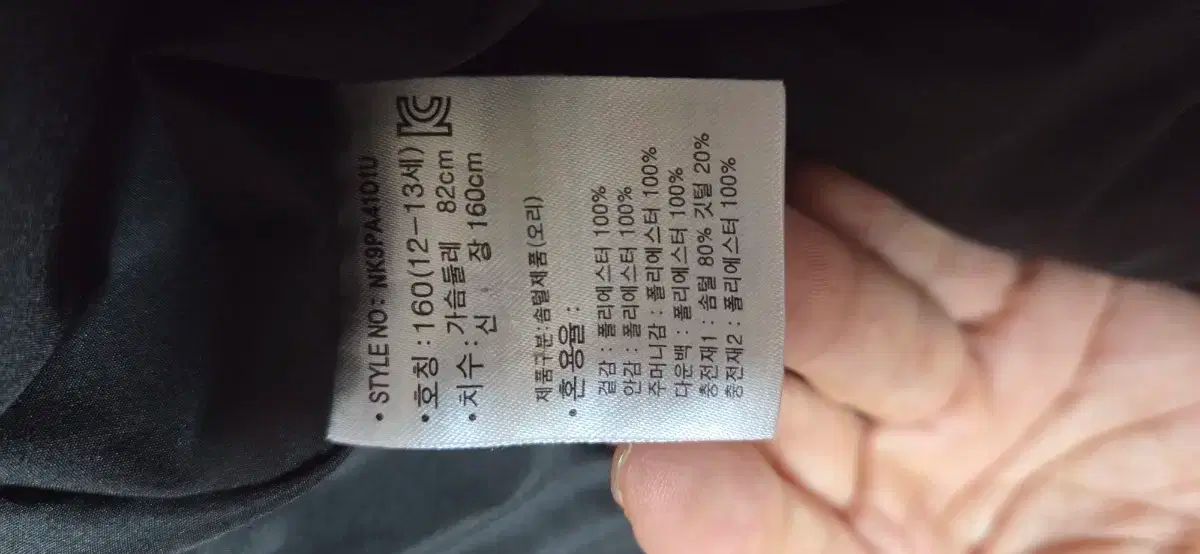 • STYLE NO: NK9PA41D1U
• 호칭 : 160(12-13세)
• 치수 : 가슴둘레 82cm
신 장 160cm
제품구분:솜털제품(오리)
• 혼용율 :
겉감 : 폴리에스터 100%
안감 : 폴리에스터 100%
주머니감 : 폴리에스터 100%
다운백 : 폴리에스터 100%
충전재1 : 솜털 80% 깃털 20%
충전재2 : 폴리에스터 100%